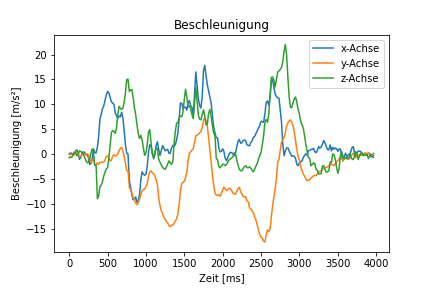 Beschleunigung
Beschleunigung [m/s²]
20
15
10
5
0
−5
−10
−15
x-Achse
y-Achse
z-Achse
0 500 1000 1500 2000 2500 3000 3500 4000
Zeit [ms]